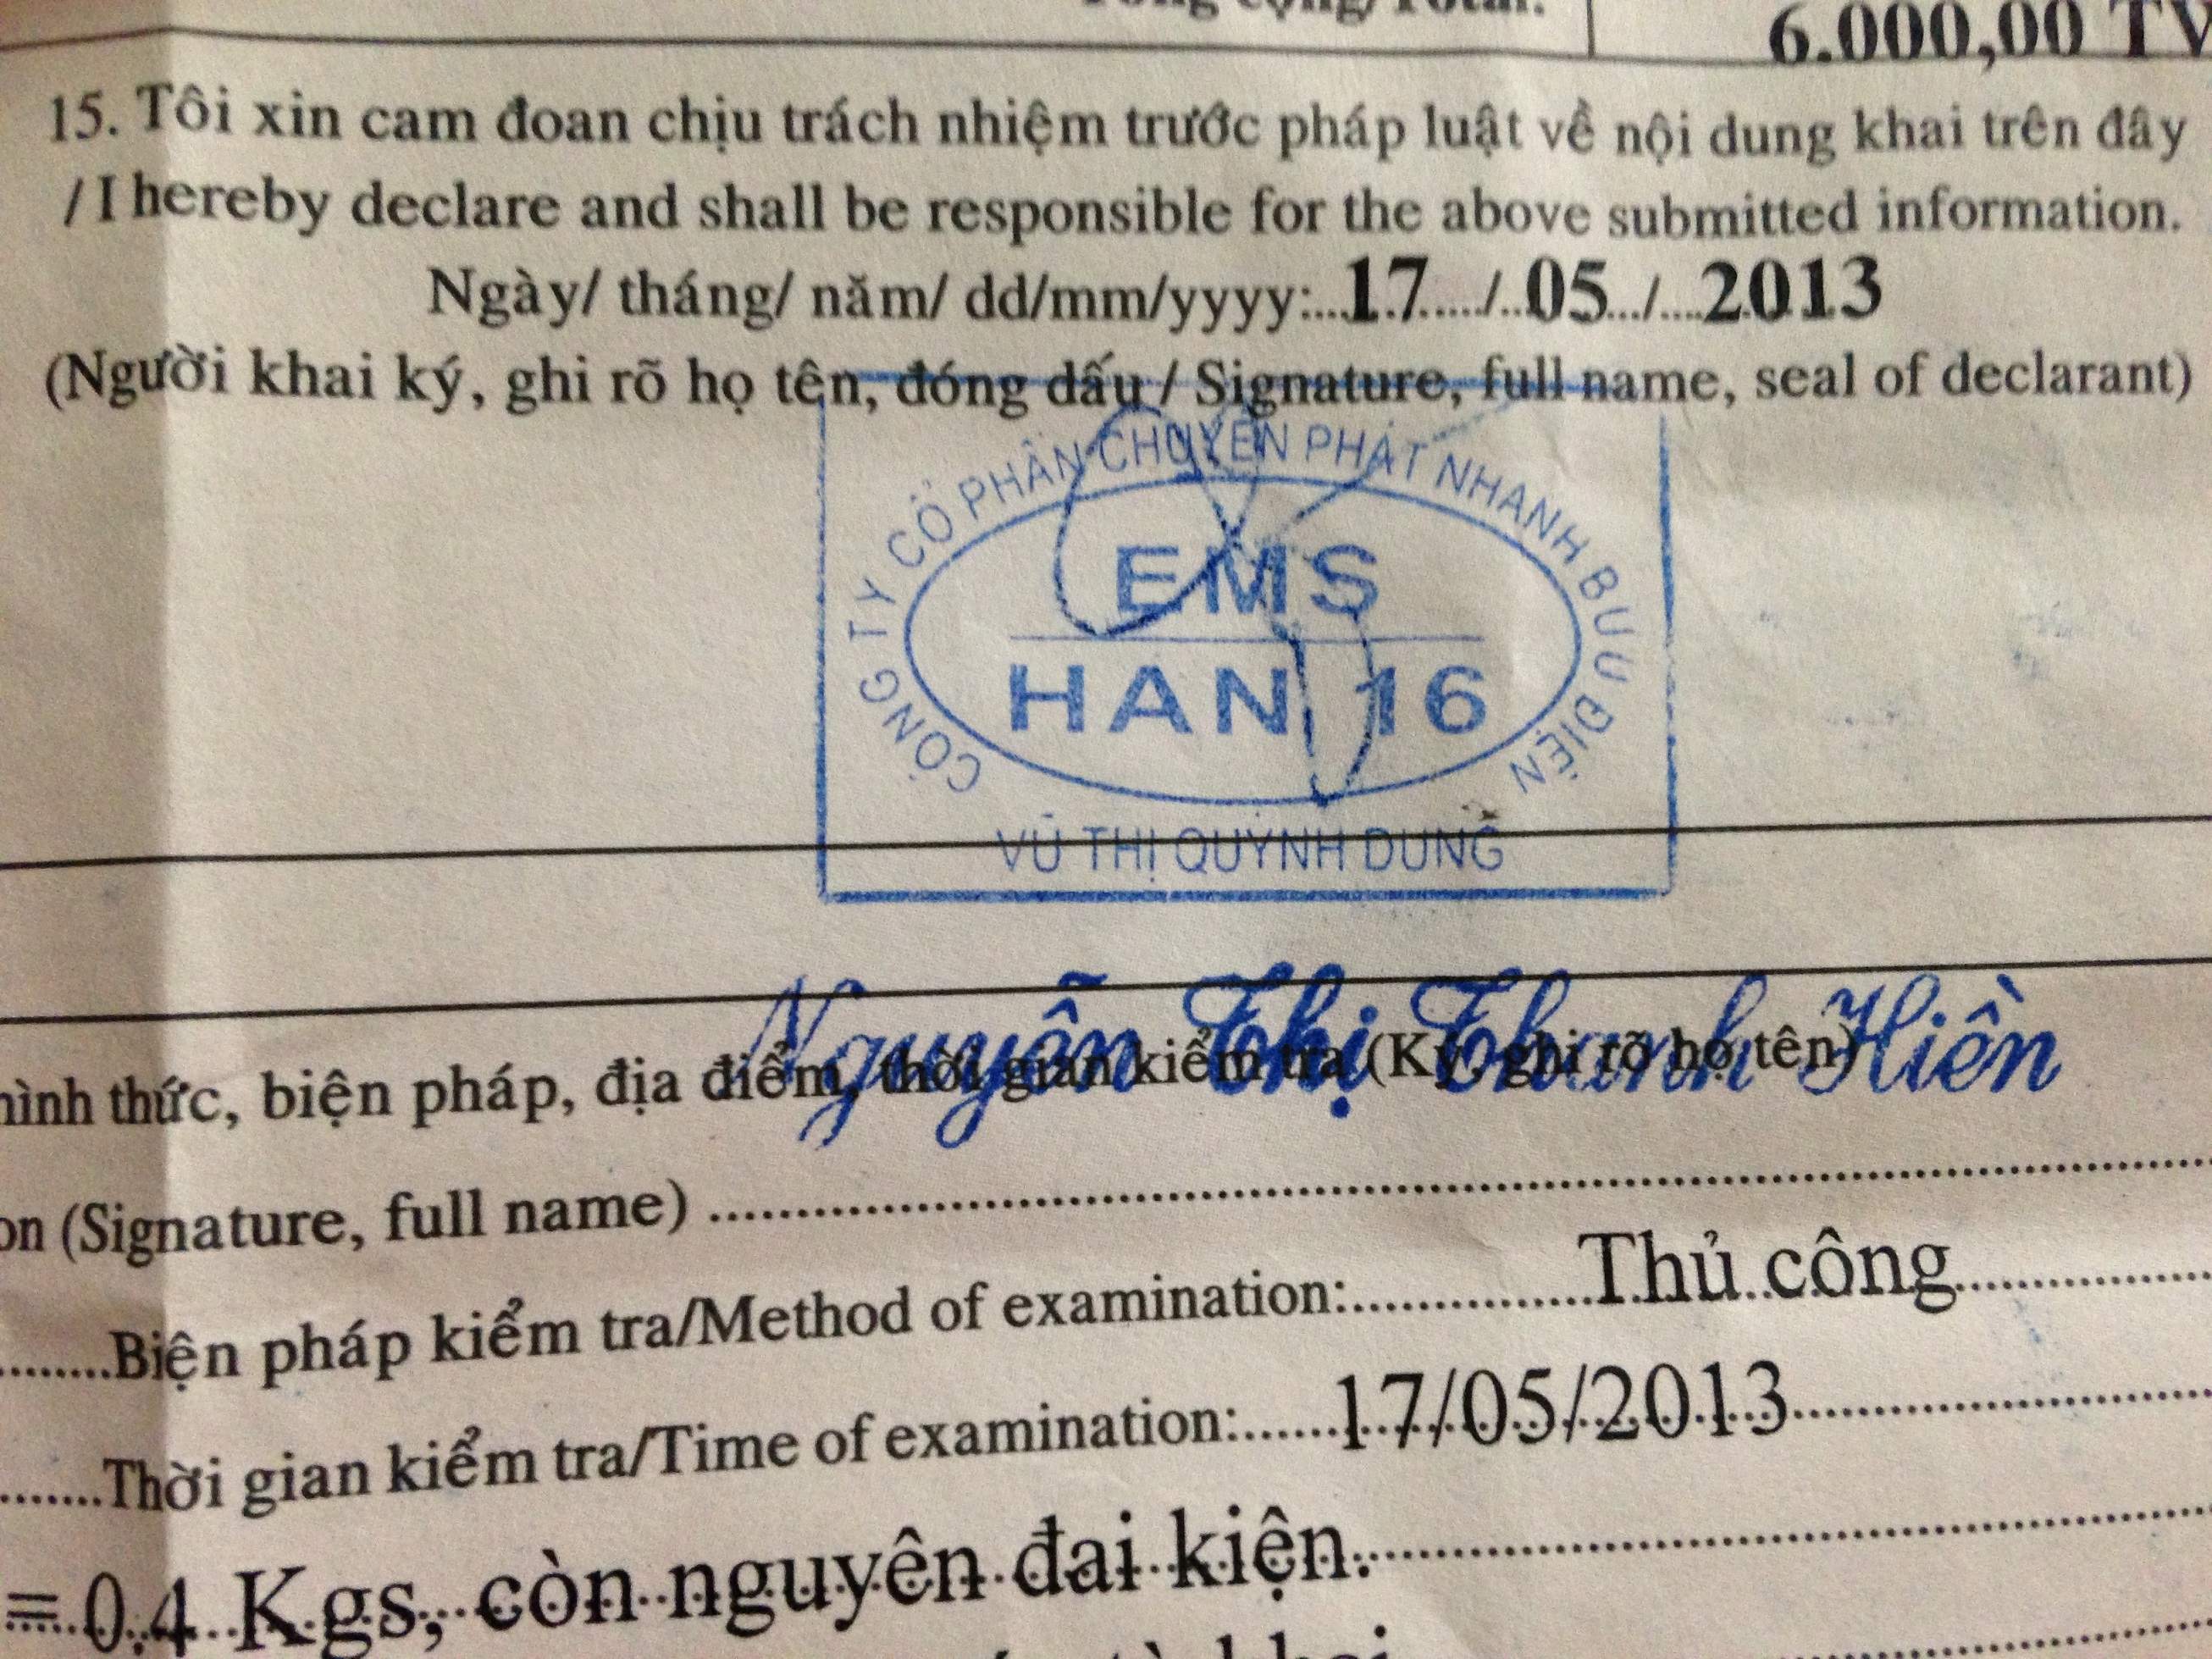 Tổng cộng/Total:
6.000,00
15. Tôi xin cam đoan chịu trách nhiệm trước pháp luật về nội dung khai trên đây
/ I hereby declare and shall be responsible for the above submitted information.
Ngày/ tháng/ năm/ dd/mm/yyyy:...17..../..05.../....2013
(Người khai ký, ghi rõ họ tên, đóng dấu / Signature, full name, seal of declarant)
CÔNG TY CỔ PHẦN CHUYỂN PHÁT NHANH BƯU ĐIỆN
EMS
HAN 16
VŨ THỊ QUỲNH DUNG
Nguyễn Thị Thanh Hiền
hình thức, biện pháp, địa điểm, thời gian kiểm tra (Ký, ghi rõ họ tên)
on (Signature, full name) ..........
........Biện pháp kiểm tra/Method of examination:................Thủ công................
........Thời gian kiểm tra/Time of examination:......17/05/2013................
= 0.4 Kgs, còn nguyên đai kiện.
tờ khai